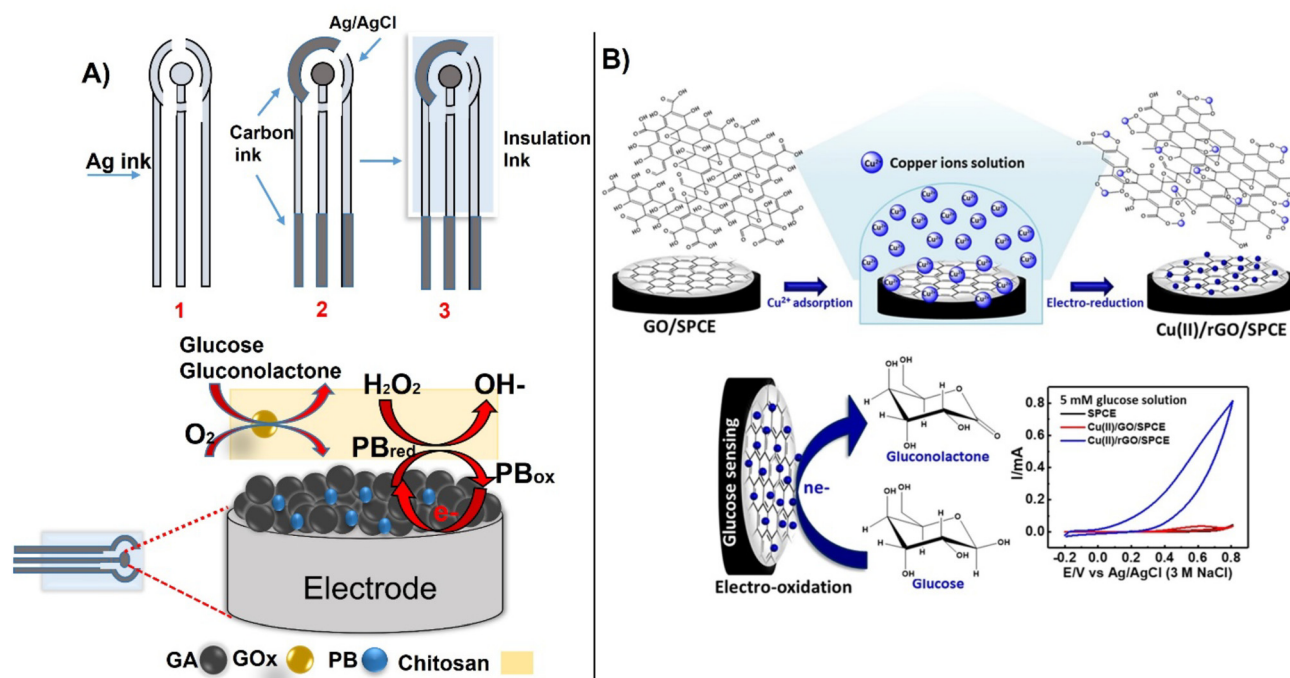 A)
Ag/AgCl
Ag ink
Carbon
ink
Insulation
Ink
1
2
3
Glucose
Gluconolactone
O2
H2O2
OH-
PBred
PBox
e-
Electrode
GA
GOx
PB
Chitosan
B)
Cu2+
Copper ions solution
GO/SPCE
Cu2+ adsorption
Electro-reduction
Cu(II)/rGO/SPCE
Glucose sensing
Electro-oxidation
ne-
Gluconolactone
Glucose
5 mM glucose solution
SPCE
Cu(II)/GO/SPCE
Cu(II)/rGO/SPCE
I/mA
0.8
0.6
0.4
0.2
0.0
-0.2
0.0
0.2
0.4
0.6
0.8
E/V vs Ag/AgCl (3 M NaCl)